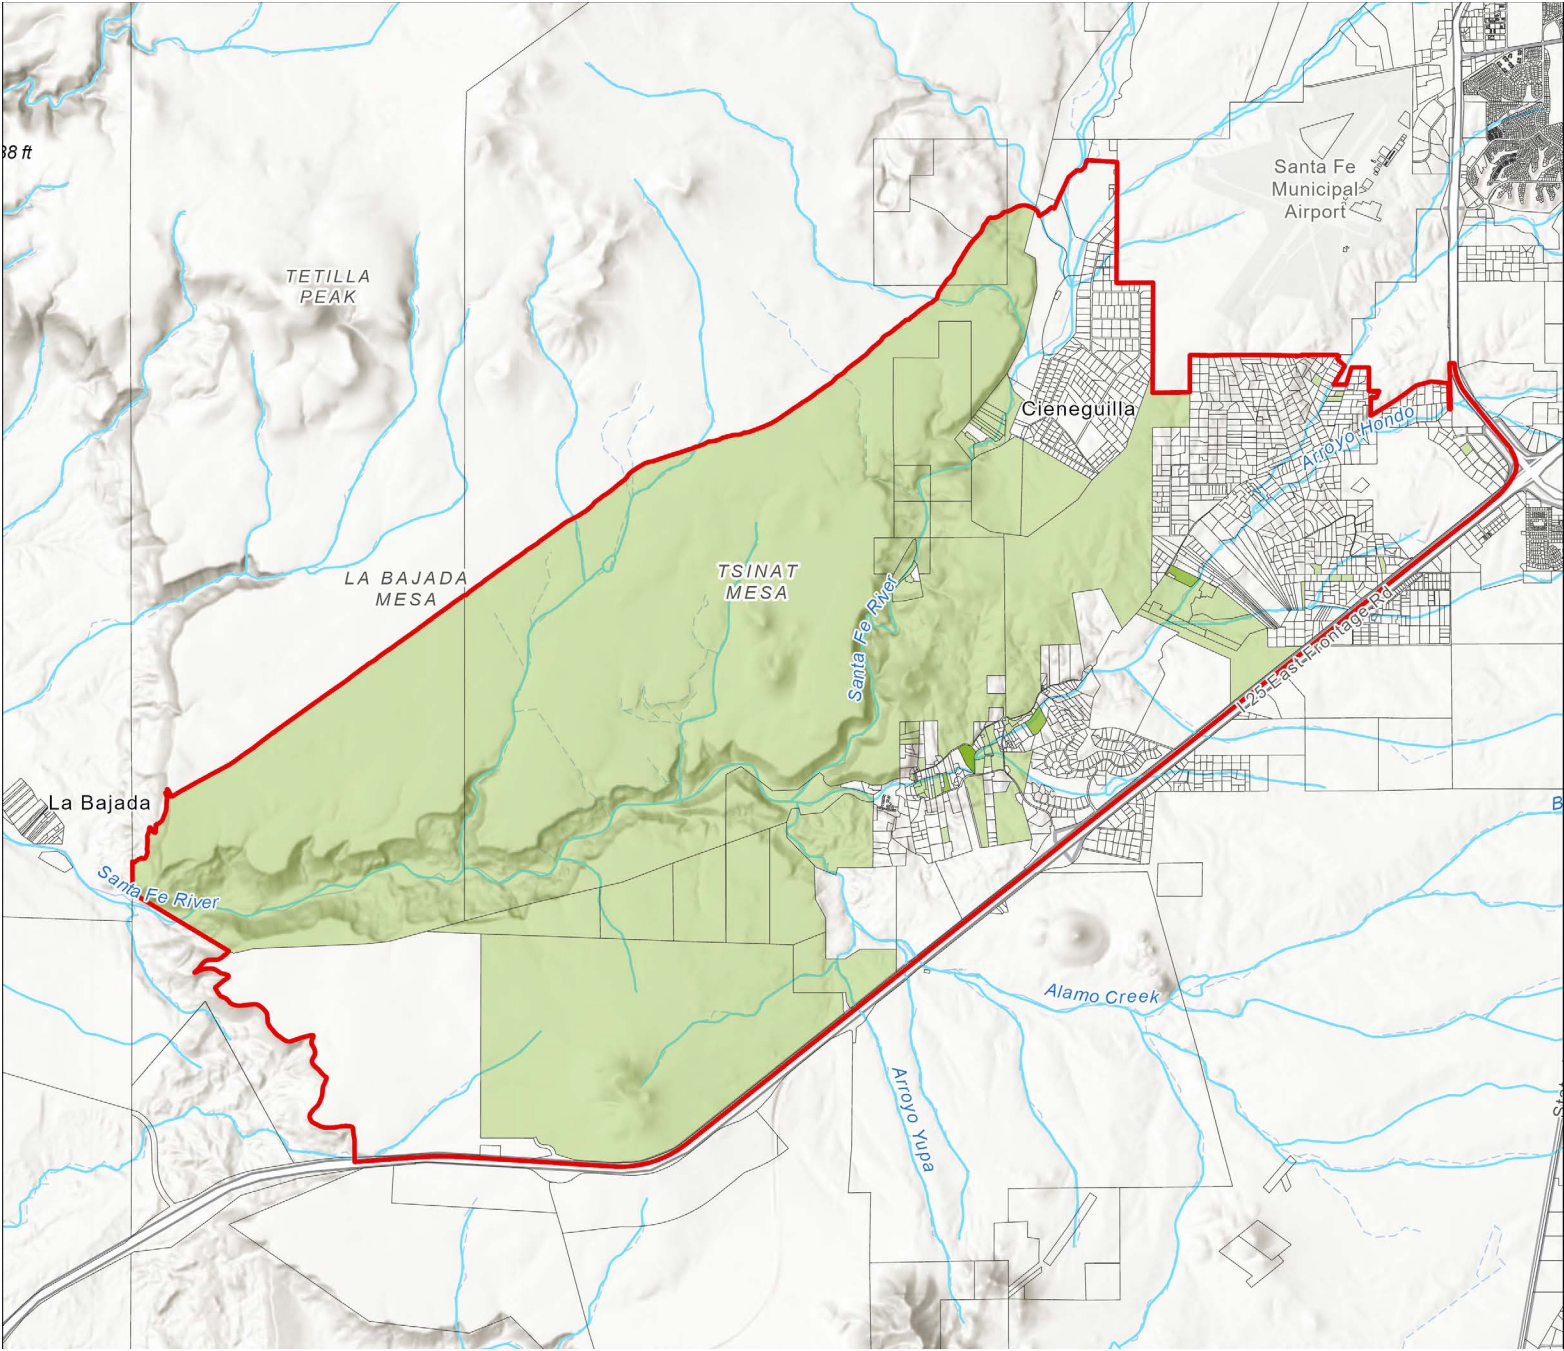 38 ft
Santa Fe
Municipal
Airport
TETILLA
PEAK
Cieneguilla
Arroyo Hondo
LA BAJADA
MESA
TSINAT
MESA
Santa Fe River
I 25 East Frontage Rd
La Bajada
B
Santa Fe River
Alamo Creek
Arroyo Yupa